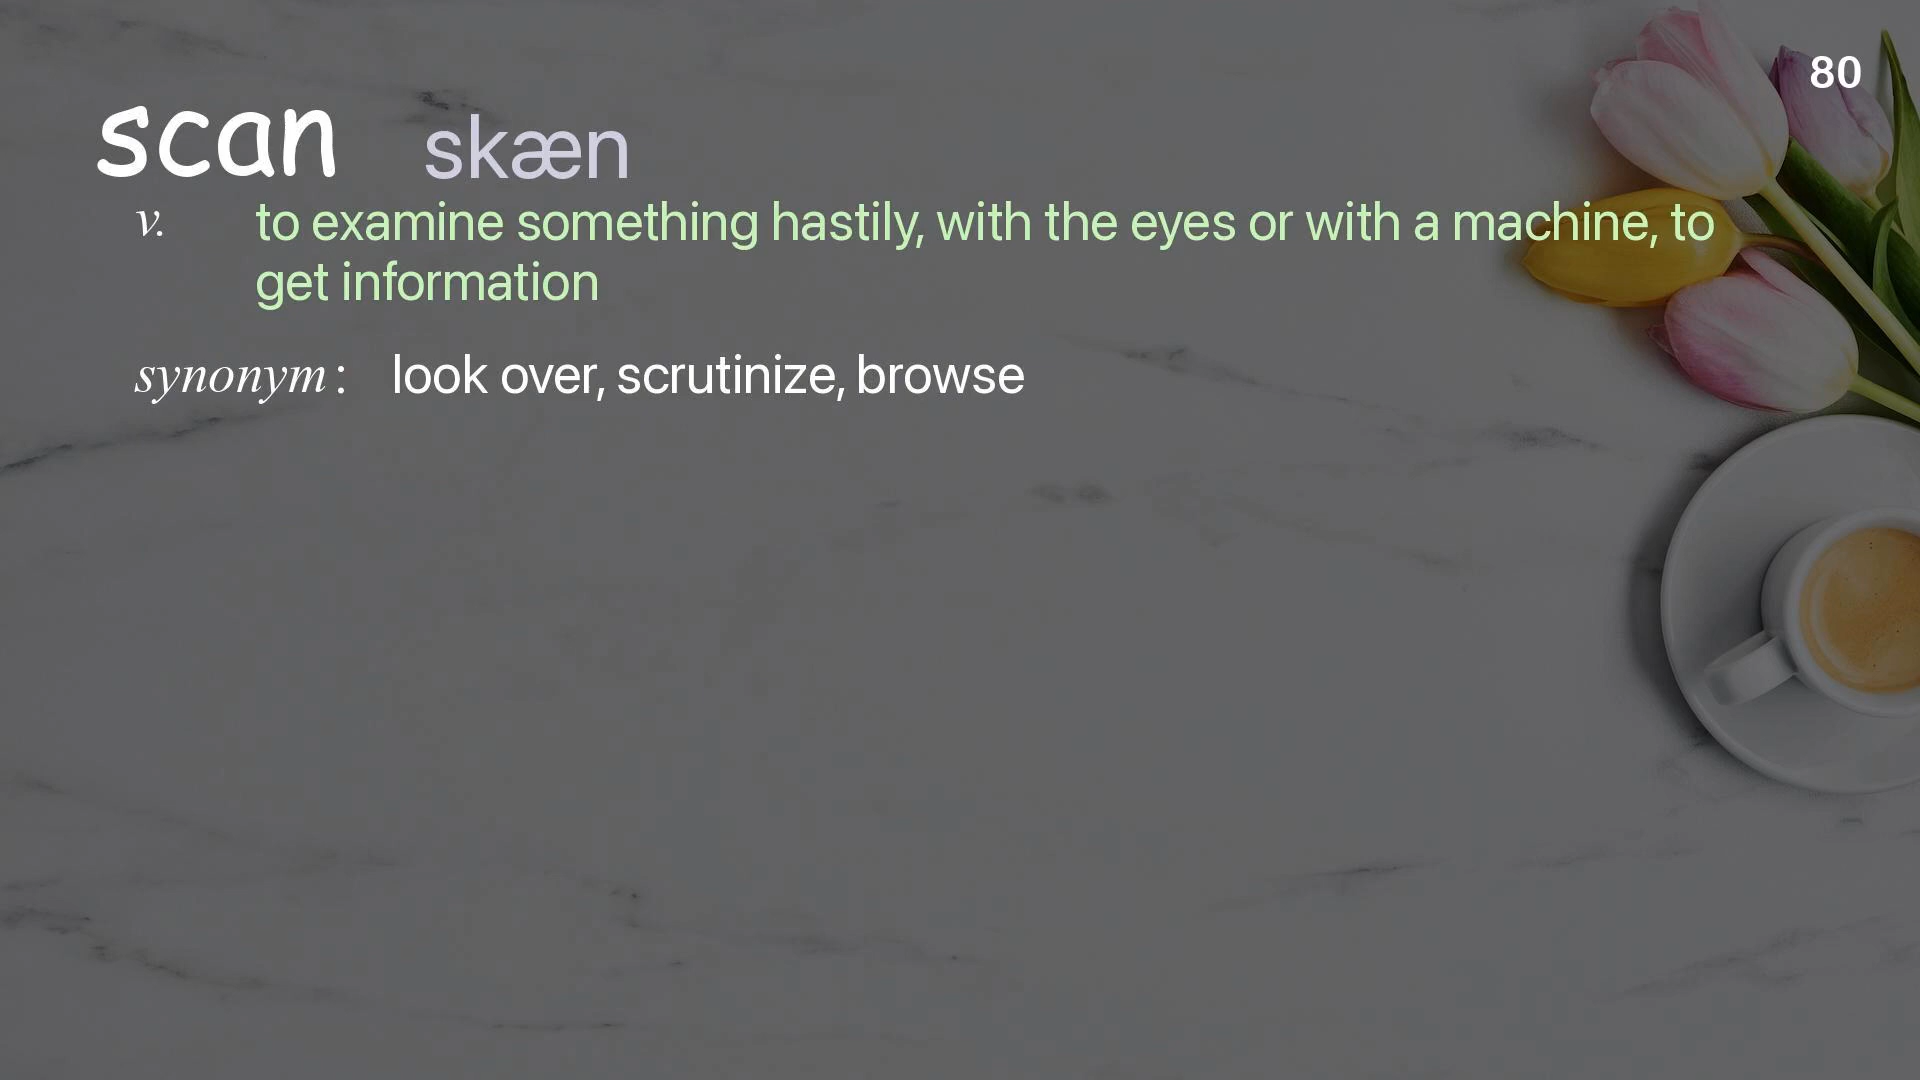 80
scan skæn
v. to examine something hastily, with the eyes or with a machine, to
get information
synonym: look over, scrutinize, browse